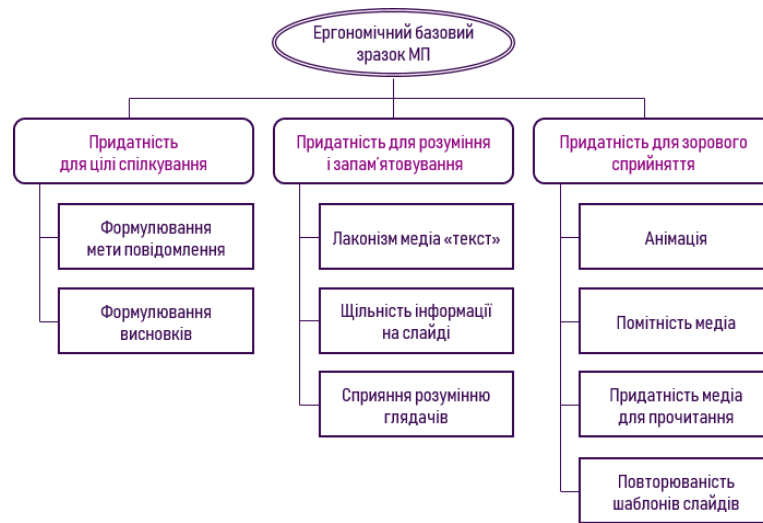 Ергономічний базовий
зразок МП
Придатність
для цілі спілкування
Формулювання
мети повідомлення
Формулювання
висновків
Придатність для розуміння
і запам'ятовування
Лаконізм медіа «текст»
Щільність інформації
на слайді
Сприяння розумінню
глядачів
Придатність для зорового
сприйняття
Анімація
Помітність медіа
Придатність медіа
для прочитання
Повторюваність
шаблонів слайдів